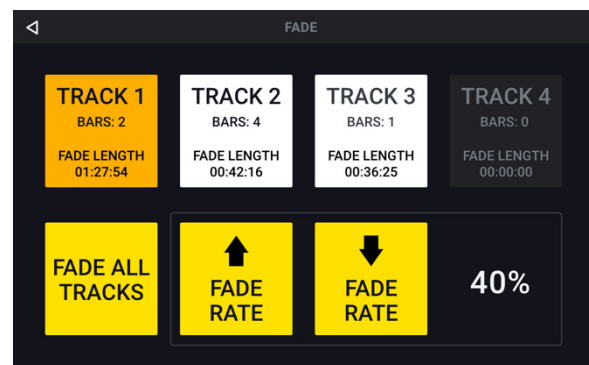 FADE
TRACK 1
BARS: 2
FADE LENGTH
01:27:54
TRACK 2
BARS: 4
FADE LENGTH
00:42:16
TRACK 3
BARS: 1
FADE LENGTH
00:36:25
TRACK 4
BARS: 0
FADE LENGTH
00:00:00
FADE ALL
TRACKS
FADE
RATE
FADE
RATE
40%